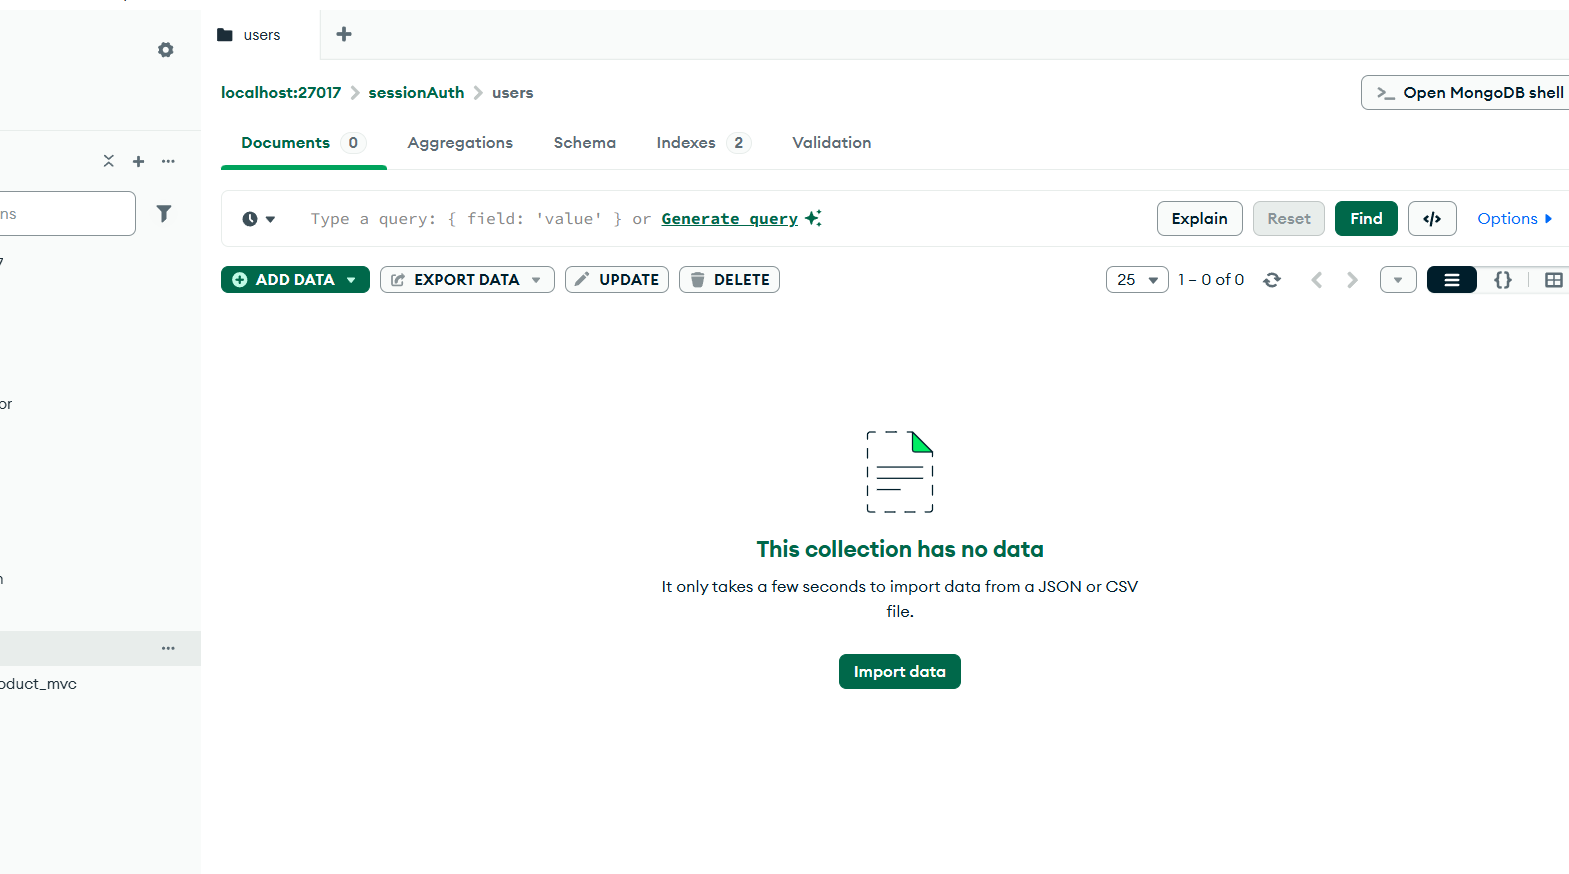 users
localhost:27017 > sessionAuth > users
>_ Open MongoDB shell
Documents 0 Aggregations Schema Indexes 2 Validation
ns
Type a query: { field: 'value' } or Generate query
Explain Reset Find </> Options
ADD DATA EXPORT DATA UPDATE DELETE
25 1 – 0 of 0 {}
7
or
n
oduct_mvc
This collection has no data
It only takes a few seconds to import data from a JSON or CSV
file.
Import data